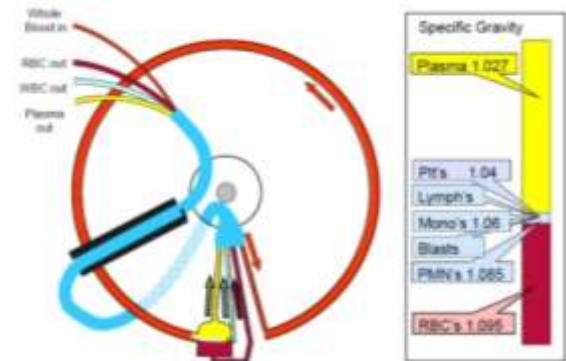 Whole
Blood in
RBC out
WBC out
Plasma
out
Specific Gravity
Plasma 1.027
Plt's 1.04
Lymph's
Mono's 1.06
Blasts
PMN's 1.085
RBC's 1.095